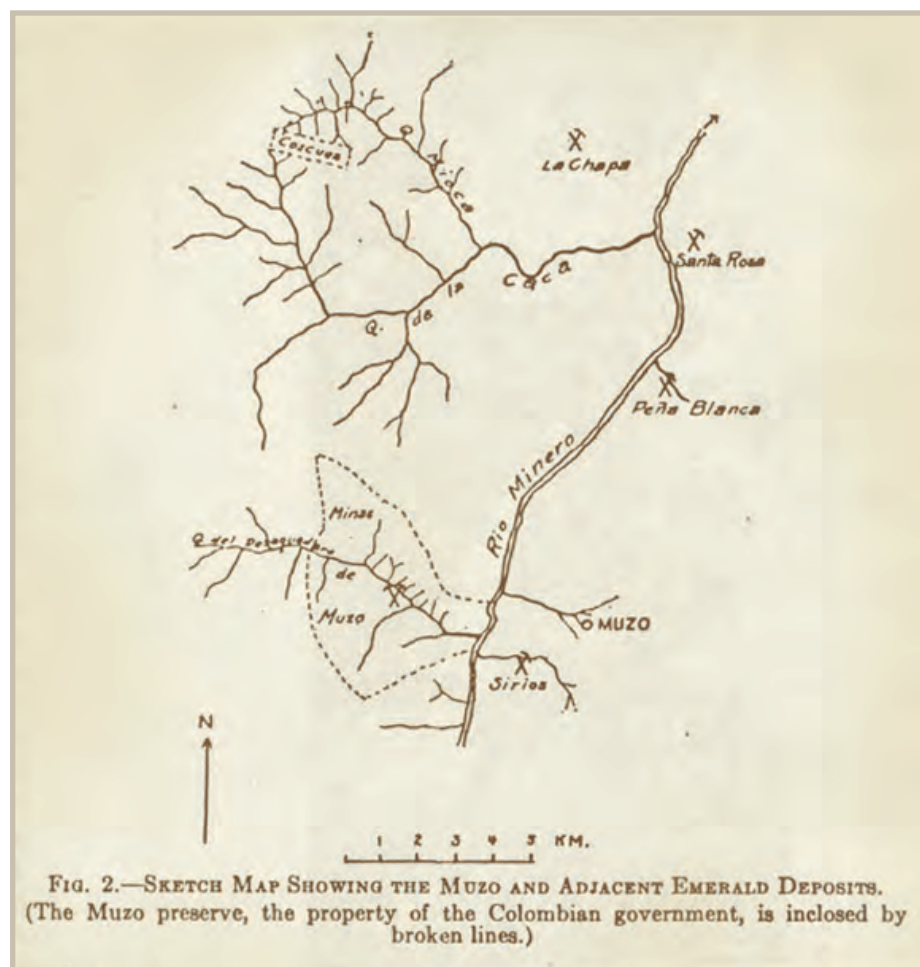 Coscuez
Q.
La Chapa
Santa Rosa
Q. de la Caca
Peña Blanca
Rio Minero
Minas
de
Muzo
Q. del Desaguadero
MUZO
Sirios
N
1 2 3 4 5 KM.
FIG. 2.—SKETCH MAP SHOWING THE MUZO AND ADJACENT EMERALD DEPOSITS.
(The Muzo preserve, the property of the Colombian government, is inclosed by
broken lines.)